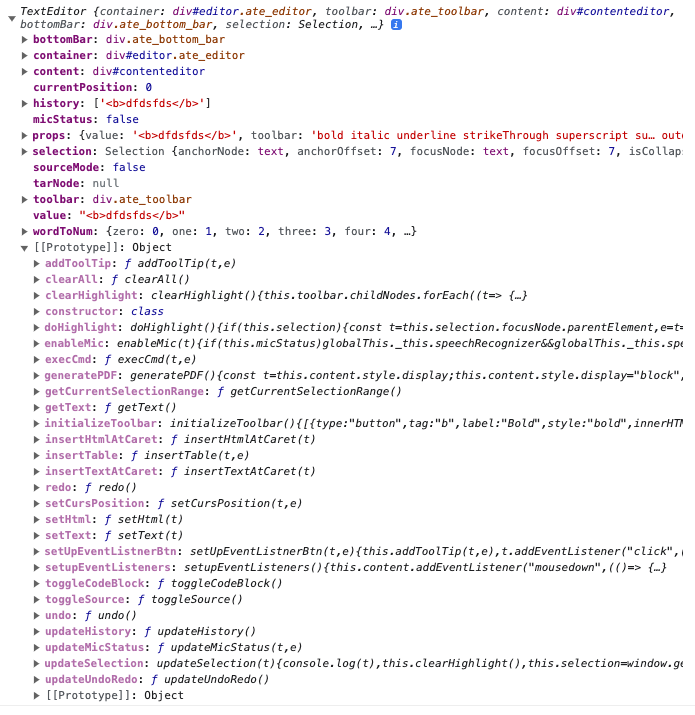 TextEditor {container: div#editor.ate_editor, toolbar: div.ate_toolbar, content: div#contenteditor,
bottomBar: div.ate_bottom_bar, selection: Selection, …} i
bottomBar: div.ate_bottom_bar
container: div#editor.ate_editor
content: div#contenteditor
currentPosition: 0
history: ['<b>dfdsfds</b>']
micStatus: false
props: {value: '<b>dfdsfds</b>', toolbar: 'bold italic underline strikeThrough superscript su… out
selection: Selection {anchorNode: text, anchorOffset: 7, focusNode: text, focusOffset: 7, isCollap
sourceMode: false
tarNode: null
toolbar: div.ate_toolbar
value: "<b>dfdsfds</b>"
wordToNum: {zero: 0, one: 1, two: 2, three: 3, four: 4, …}
[[Prototype]]: Object
addToolTip: ƒ addToolTip(t,e)
clearAll: ƒ clearAll()
clearHighlight: clearHighlight(){this.toolbar.childNodes.forEach((t=> {…}
constructor: class
doHighlight: doHighlight(){if(this.selection){const t=this.selection.focusNode.parentElement,e=t
enableMic: enableMic(t){if(this.micStatus)globalThis._this.speechRecognizer&&globalThis._this.spe
execCmd: ƒ execCmd(t,e)
generatePDF: generatePDF(){const t=this.content.style.display;this.content.style.display="block",
getCurrentSelectionRange: ƒ getCurrentSelectionRange()
getText: ƒ getText()
initializeToolbar: initializeToolbar(){[{type:"button",tag:"b",label:"Bold",style:"bold",innerHTM
insertHtmlAtCaret: ƒ insertHtmlAtCaret(t)
insertTable: ƒ insertTable(t,e)
insertTextAtCaret: ƒ insertTextAtCaret(t)
redo: ƒ redo()
setCursPosition: ƒ setCursPosition(t,e)
setHtml: ƒ setHtml(t)
setText: ƒ setText(t)
setUpEventListnerBtn: setUpEventListnerBtn(t,e){this.addToolTip(t,e),t.addEventListener("click",(
setupEventListeners: setupEventListeners(){this.content.addEventListener("mousedown",(()=> {…}
toggleCodeBlock: ƒ toggleCodeBlock()
toggleSource: ƒ toggleSource()
undo: ƒ undo()
updateHistory: ƒ updateHistory()
updateMicStatus: ƒ updateMicStatus(t,e)
updateSelection: updateSelection(t){console.log(t),this.clearHighlight(),this.selection=window.ge
updateUndoRedo: ƒ updateUndoRedo()
[[Prototype]]: Object